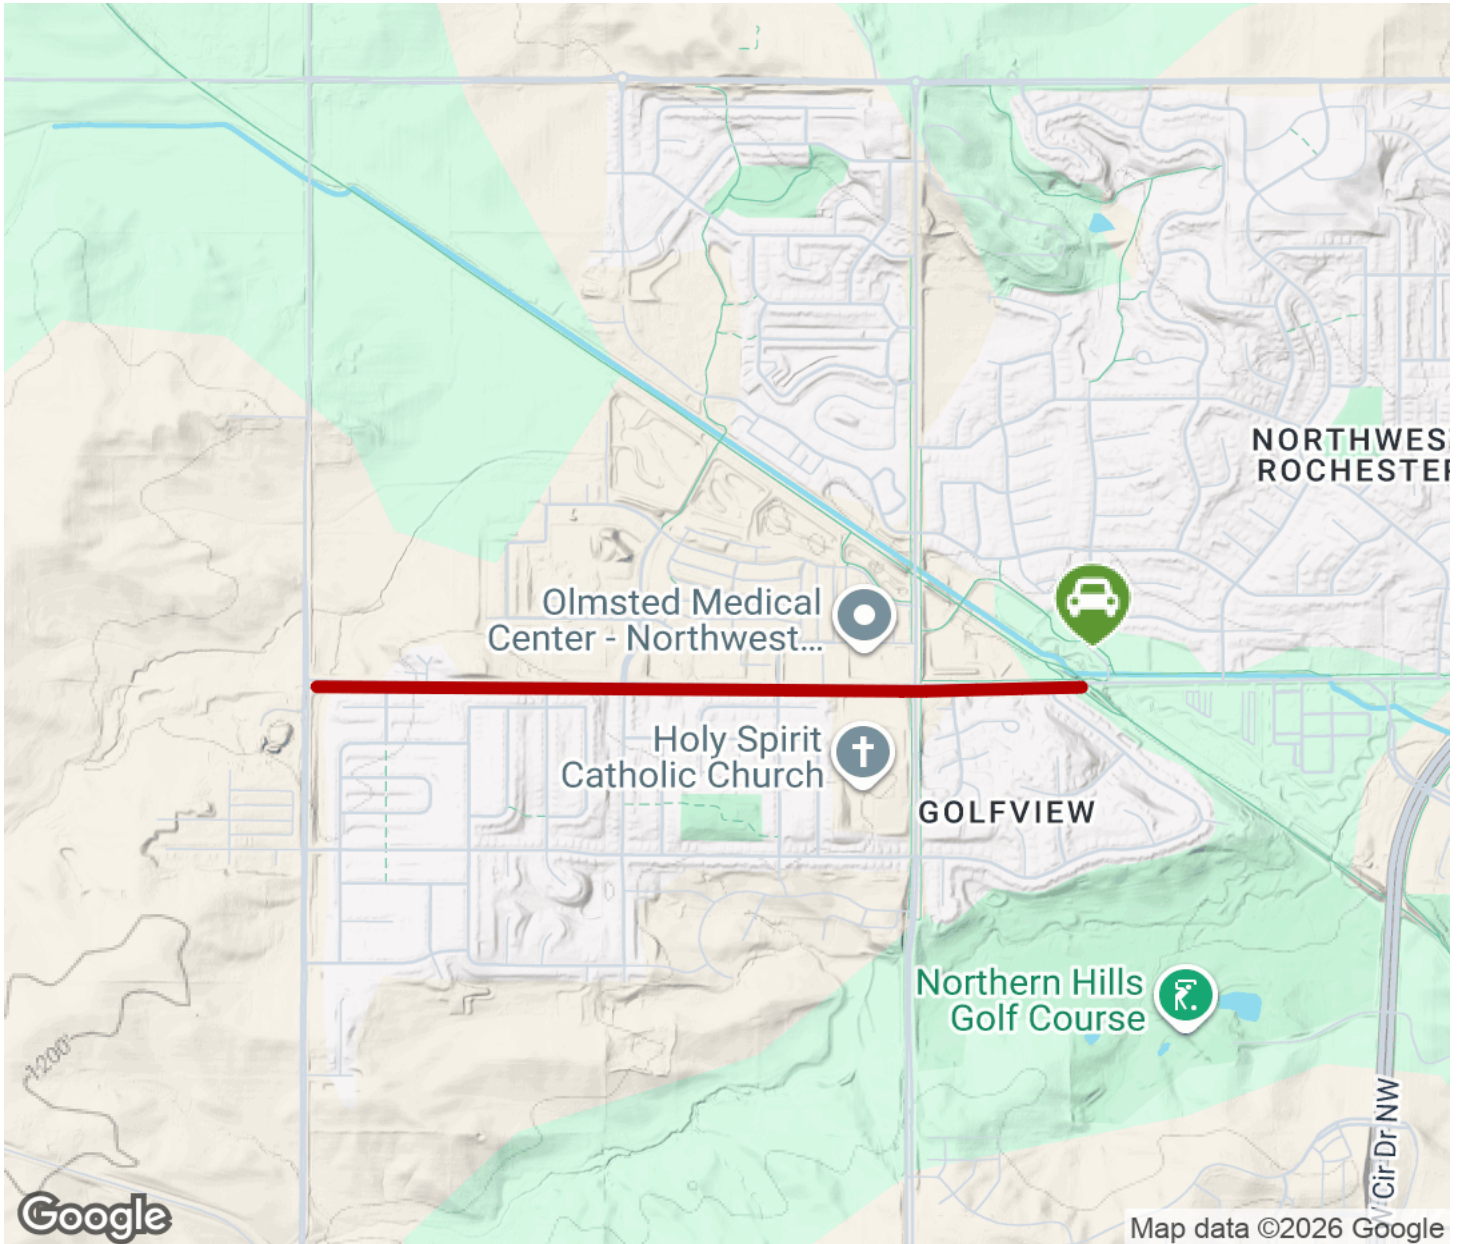 NORTHWES
ROCHESTER
Olmsted Medical
Center - Northwest...
Holy Spirit
Catholic Church
GOLFVIEW
Northern Hills
Golf Course
1200
Cir Dr NW
Google
Map data ©2026 Google